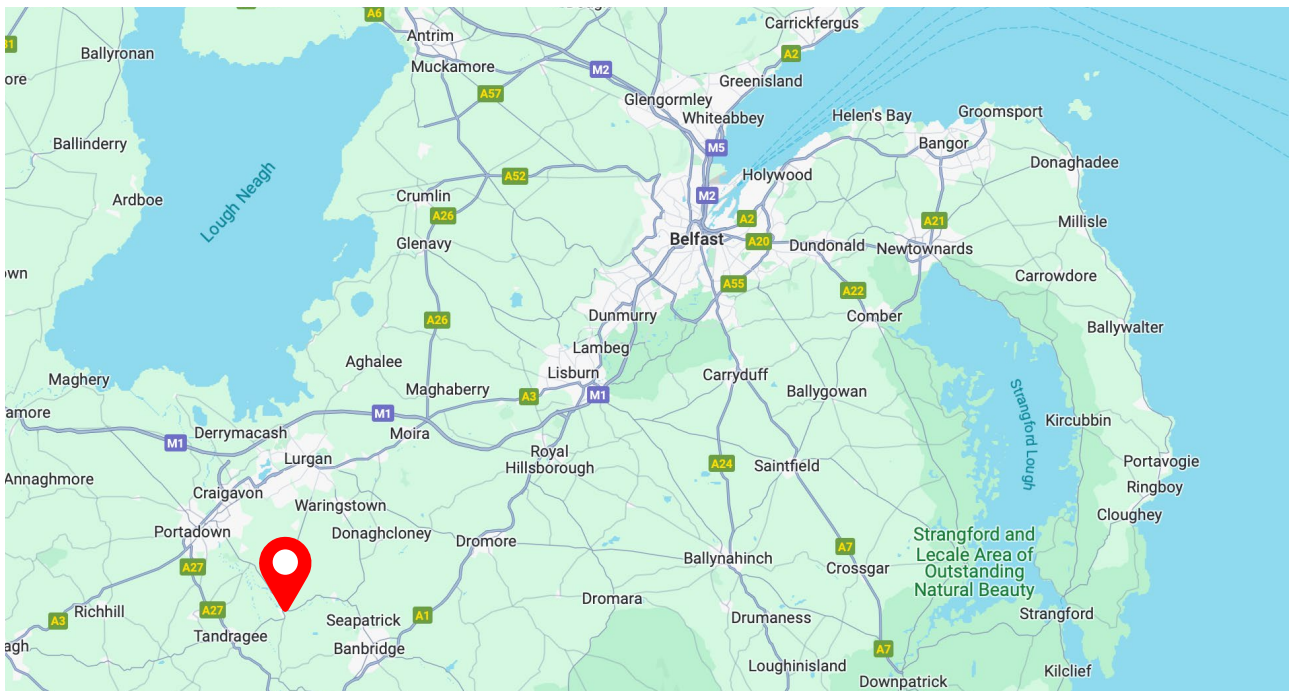 A6
Carrickfergus
Antrim
A2
Ballyronan
Muckamore
M2
Greenisland
ore
A57
Glengormley
Whiteabbey
Helen's Bay
Groomsport
Ballinderry
M5
Bangor
Donaghadee
Lough Neagh
A52
Holywood
Ardboe
Crumlin
M2
A26
A2
A21
Millisle
Glenavy
Belfast
A20
Dundonald
Newtownards
own
Carrowdore
A55
A22
Dunmurry
Comber
A26
Ballywalter
Lambeg
Aghalee
Lisburn
Carryduff
Maghery
Maghaberry
A3
M1
Ballygowan
Strangford Lough
M1
Kircubbin
Derrymacash
Moira
M1
Royal
Hillsborough
Lurgan
A24
Saintfield
Portavogie
Annaghmore
Ringboy
Craigavon
Waringstown
Cloughey
Portadown
Donaghcloney
Dromore
Strangford and
Lecale Area of
Outstanding
Natural Beauty
A7
Ballynahinch
A27
Crossgar
Dromara
Richhill
A27
A1
Drumaness
Strangford
A3
Seapatrick
Tandragee
agh
Banbridge
A7
Loughinisland
Kilclief
Downpatrick